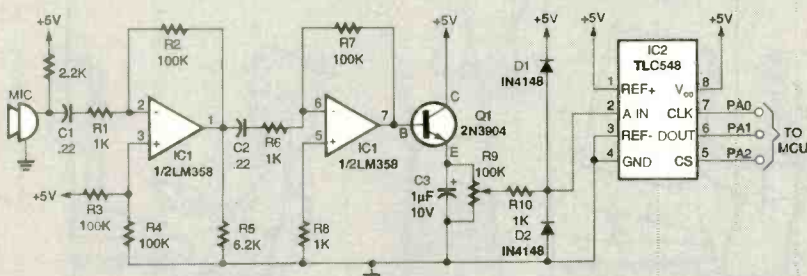 +5V
2.2K
MIC
C1
.22
R1
1K
R2
100K
2
-
3
+
1
IC1
1/2LM358
+5V
R3
100K
R4
100K
R5
6.2K
C2
.22
R6
1K
R7
100K
6
-
5
+
7
IC1
1/2LM358
R8
1K
+5V
B
C
E
Q1
2N3904
C3
1µF
10V
+
R9
100K
R10
1K
+5V
D1
IN4148
D2
IN4148
+5V
+5V
IC2
TLC548
1 REF+
2 A IN
3 REF-
4 GND
V∞ 8
CLK 7 PA0
DOUT 6 PA1
CS 5 PA2
TO
MCU